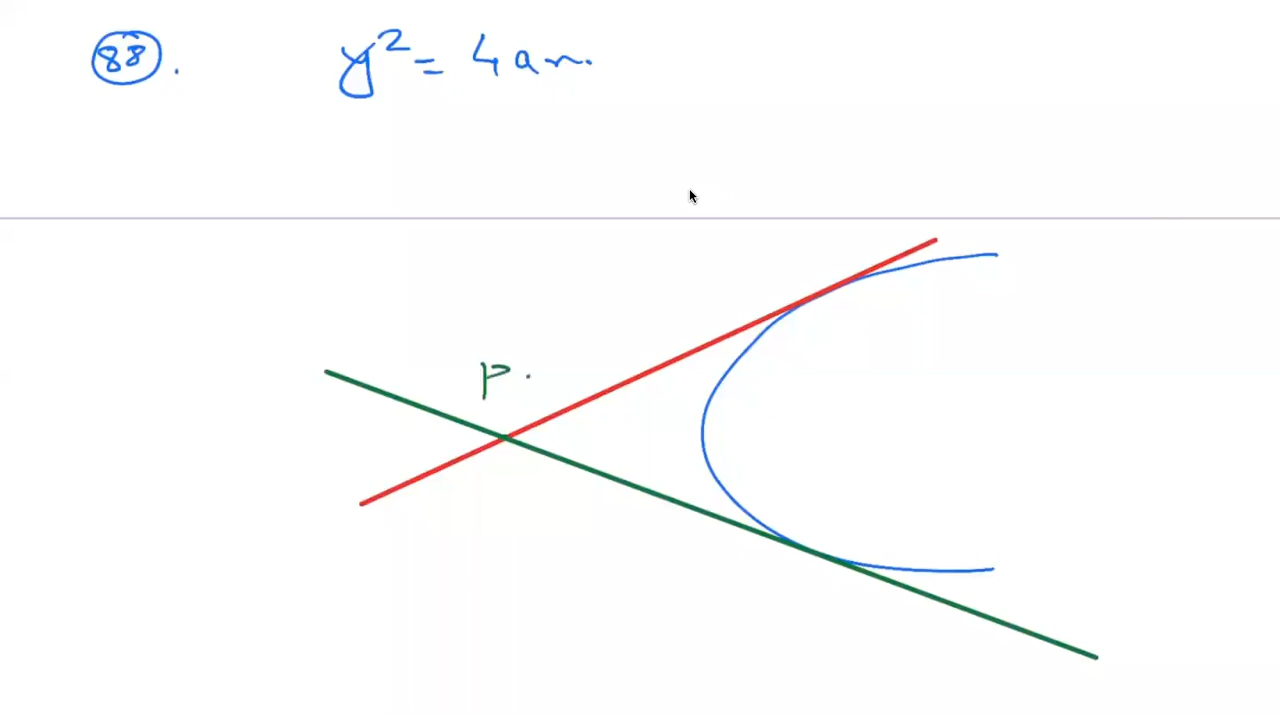 88.
y² = 4ax.
P.